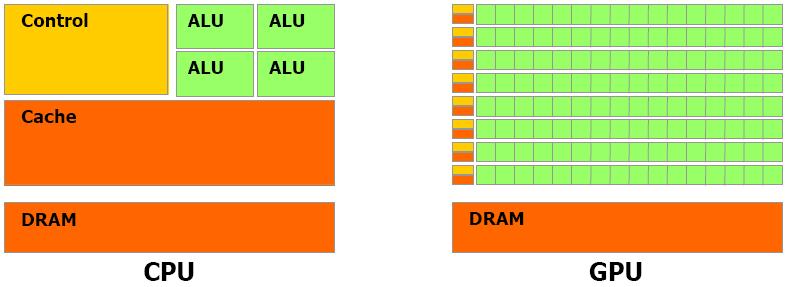 Control
ALU ALU
ALU ALU
Cache
DRAM
CPU
DRAM
GPU